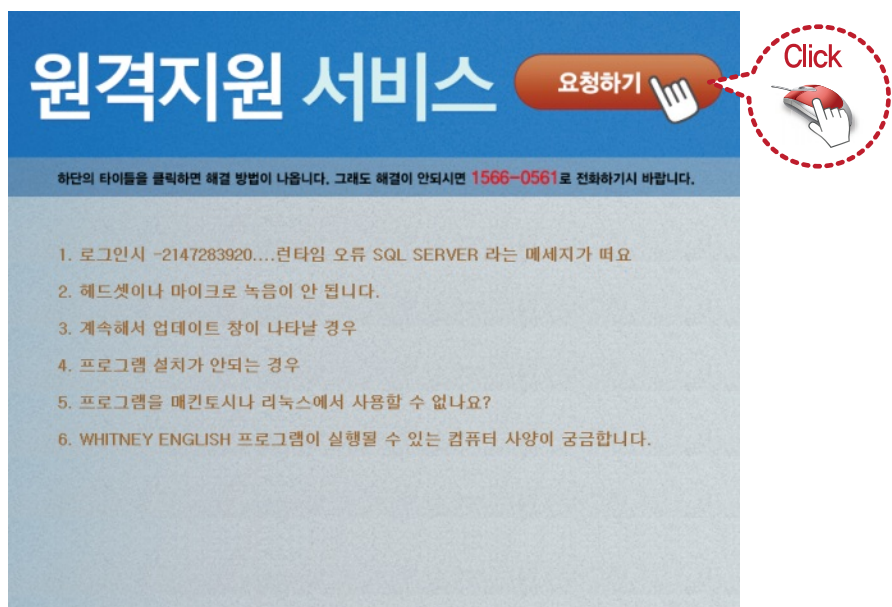 원격지원 서비스
요청하기
Click
하단의 타이틀을 클릭하면 해결 방법이 나옵니다. 그래도 해결이 안되시면 1566-0561로 전화하기시 바랍니다.
1. 로그인시 -2147283920....런타임 오류 SQL SERVER 라는 메세지가 떠요
2. 헤드셋이나 마이크로 녹음이 안 됩니다.
3. 계속해서 업데이트 창이 나타날 경우
4. 프로그램 설치가 안되는 경우
5. 프로그램을 매킨토시나 리눅스에서 사용할 수 없나요?
6. WHITNEY ENGLISH 프로그램이 실행될 수 있는 컴퓨터 사양이 궁금합니다.